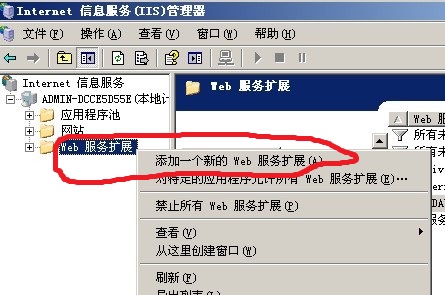 Internet 信息服务(IIS)管理器
文件(F) 操作(A) 查看(V) 窗口(W) 帮助(H)
Internet 信息服务
ADMIN-DCCE5D55E(本地计
应用程序池
网站
Web 服务扩展
Web 服务扩展
Web 服
所有未
所有未
添加一个新的 Web 服务扩展(A)
对特定的应用程序允许所有 Web 服务扩展(E)…
禁止所有 Web 服务扩展(P)
查看(V)
从这里创建窗口(W)
刷新(F)
导出列表(L)